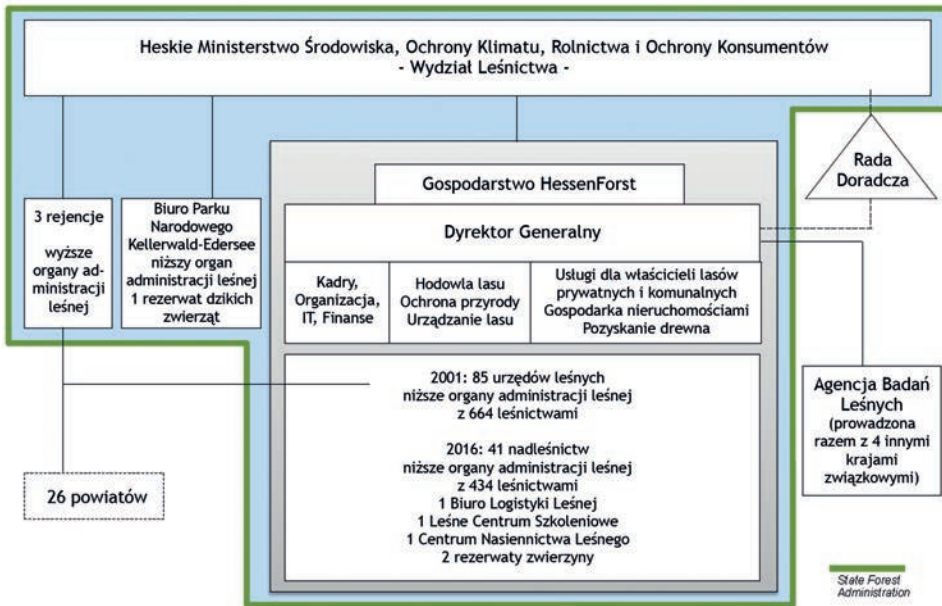 Heskie Ministerstwo Środowiska, Ochrony Klimatu, Rolnictwa i Ochrony Konsumentów
- Wydział Leśnictwa -
Rada
Doradcza
3 rejencje
wyższe
organy ad-
ministracji
leśnej
Biuro Parku
Narodowego
Kellerwald-Edersee
niższy organ
administracji leśnej
1 rezerwat dzikich
zwierząt
Gospodarstwo HessenForst
Dyrektor Generalny
Kadry,
Organizacja,
IT, Finanse
Hodowla lasu
Ochrona przyrody
Urządzanie lasu
Usługi dla właścicieli lasów
prywatnych i komunalnych
Gospodarka nieruchomościami
Pozyskanie drewna
2001: 85 urzędów leśnych
niższe organy administracji leśnej
z 664 leśnictwami
2016: 41 nadleśnictw
niższe organy administracji leśnej
z 434 leśnictwami
1 Biuro Logistyki Leśnej
1 Leśne Centrum Szkoleniowe
1 Centrum Nasiennictwa Leśnego
2 rezerwaty zwierzyny
Agencja Badań
Leśnych
(prowadzona
razem z 4 innymi
krajami
związkowymi)
26 powiatów
State Forest
Administration